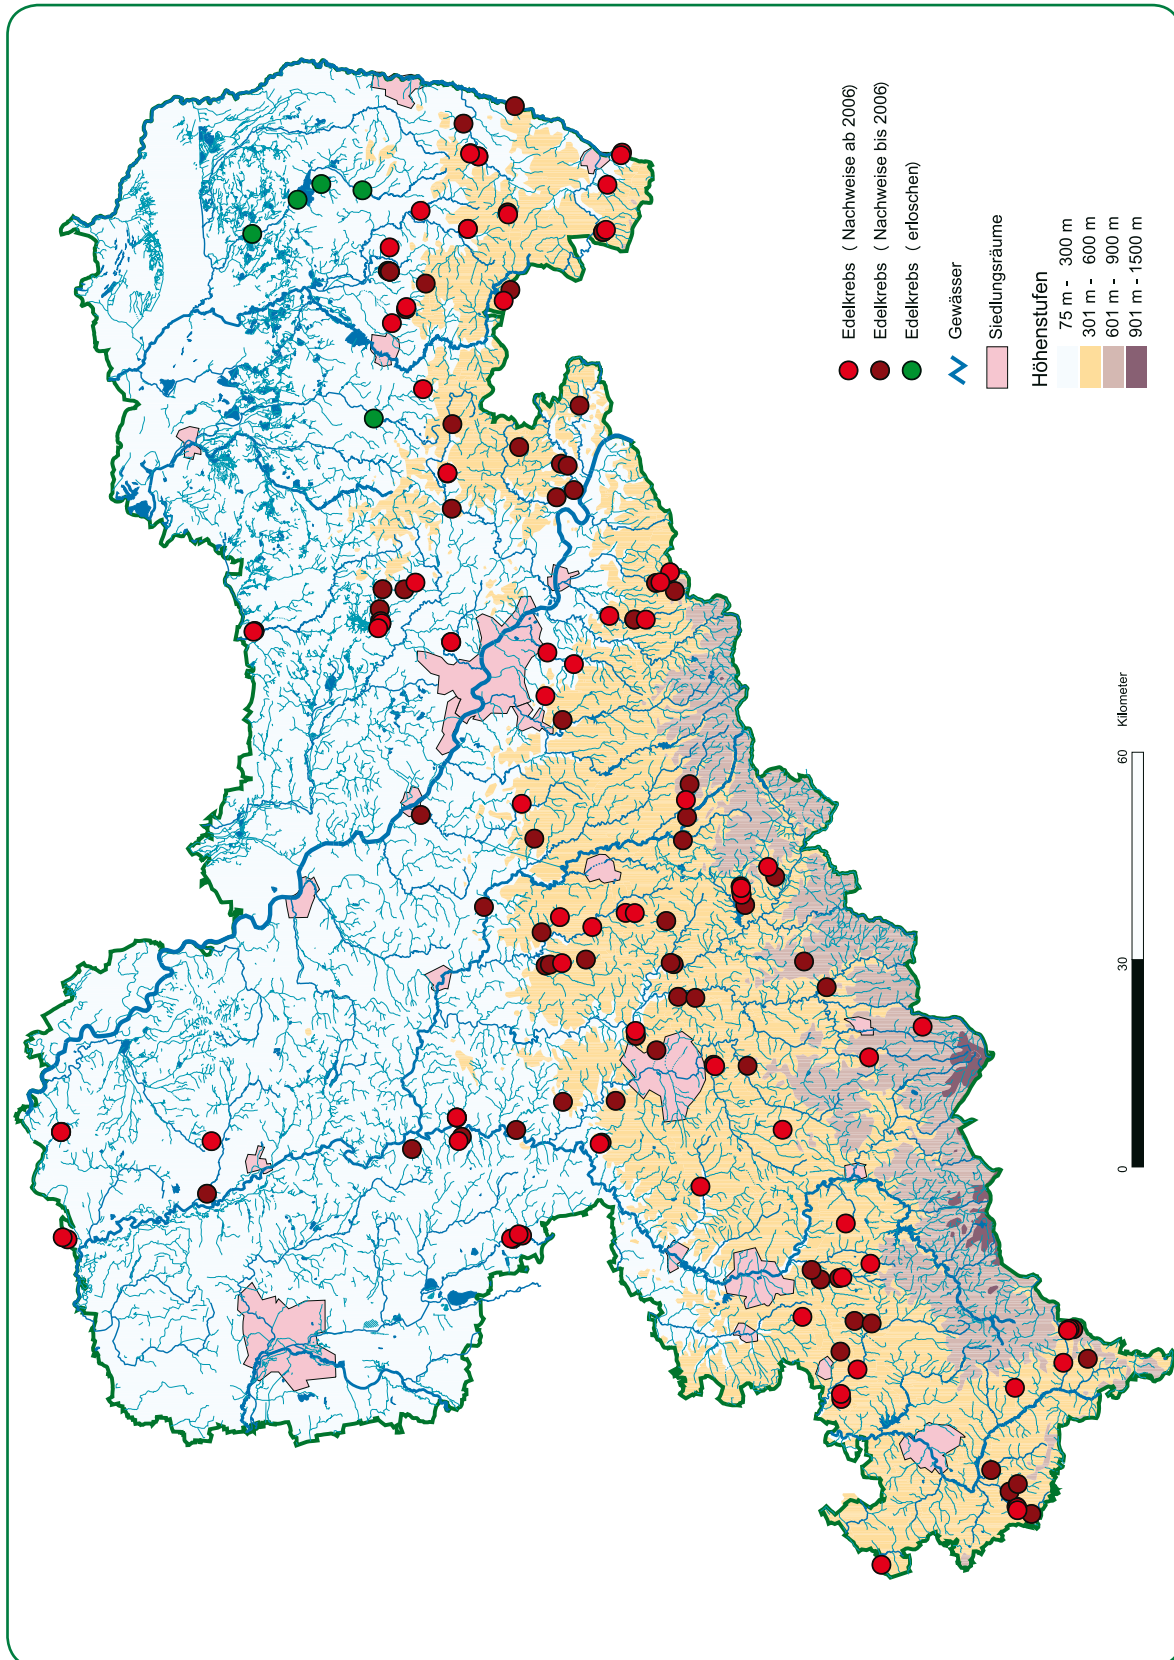 Edelkrebs ( Nachweise ab 2006)
Edelkrebs ( Nachweise bis 2006)
Edelkrebs ( erloschen)
Gewässer
Siedlungsräume
Höhenstufen
75 m - 300 m
301 m - 600 m
601 m - 900 m
901 m - 1500 m
0 30 60 Kilometer